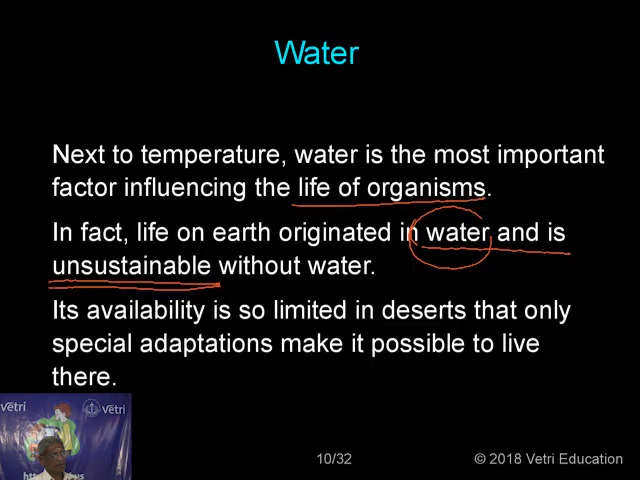 Water
Next to temperature, water is the most important
factor influencing the life of organisms.
In fact, life on earth originated in water and is
unsustainable without water.
Its availability is so limited in deserts that only
special adaptations make it possible to live
there.
vetri
vetri
10/32
© 2018 Vetri Education